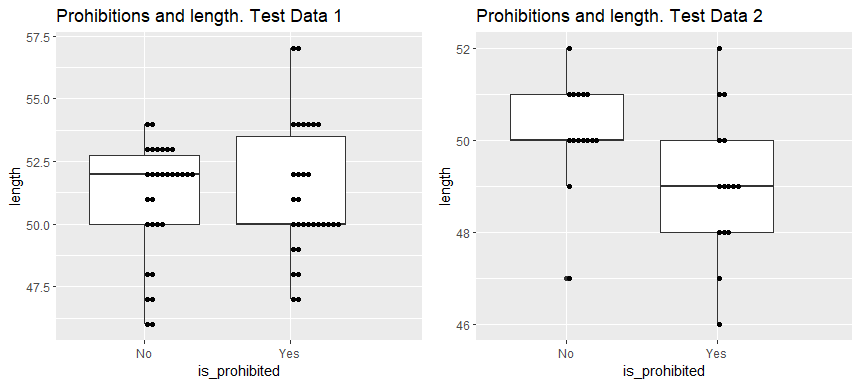 Prohibitions and length. Test Data 1
57.5
55.0
52.5
50.0
47.5
length
No Yes
is_prohibited
Prohibitions and length. Test Data 2
52
50
48
46
length
No Yes
is_prohibited